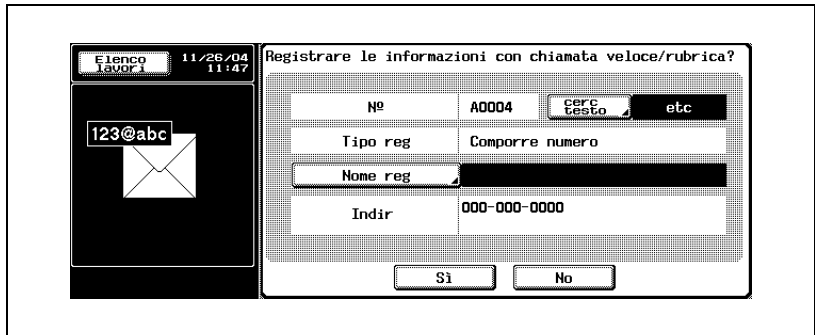 Elenco
lavori
11/26/04
11:47
123@abc
Registrare le informazioni con chiamata veloce/rubrica?
Nº A0004 cerc testo etc
Tipo reg Comporre numero
Nome reg
Indir 000-000-0000
Sì No